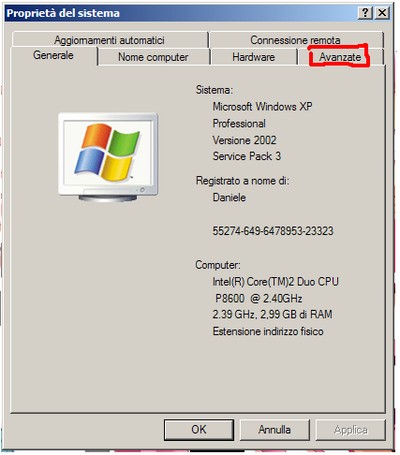 Proprietà del sistema
Aggiornamenti automatici
Connessione remota
Generale
Nome computer
Hardware
Avanzate
Sistema:
Microsoft Windows XP
Professional
Versione 2002
Service Pack 3
Registrato a nome di:
Daniele
55274-649-6478953-23323
Computer:
Intel(R) Core(TM)2 Duo CPU
P8600 @ 2.40GHz
2.39 GHz, 2,99 GB di RAM
Estensione indirizzo fisico
OK
Annulla
Applica